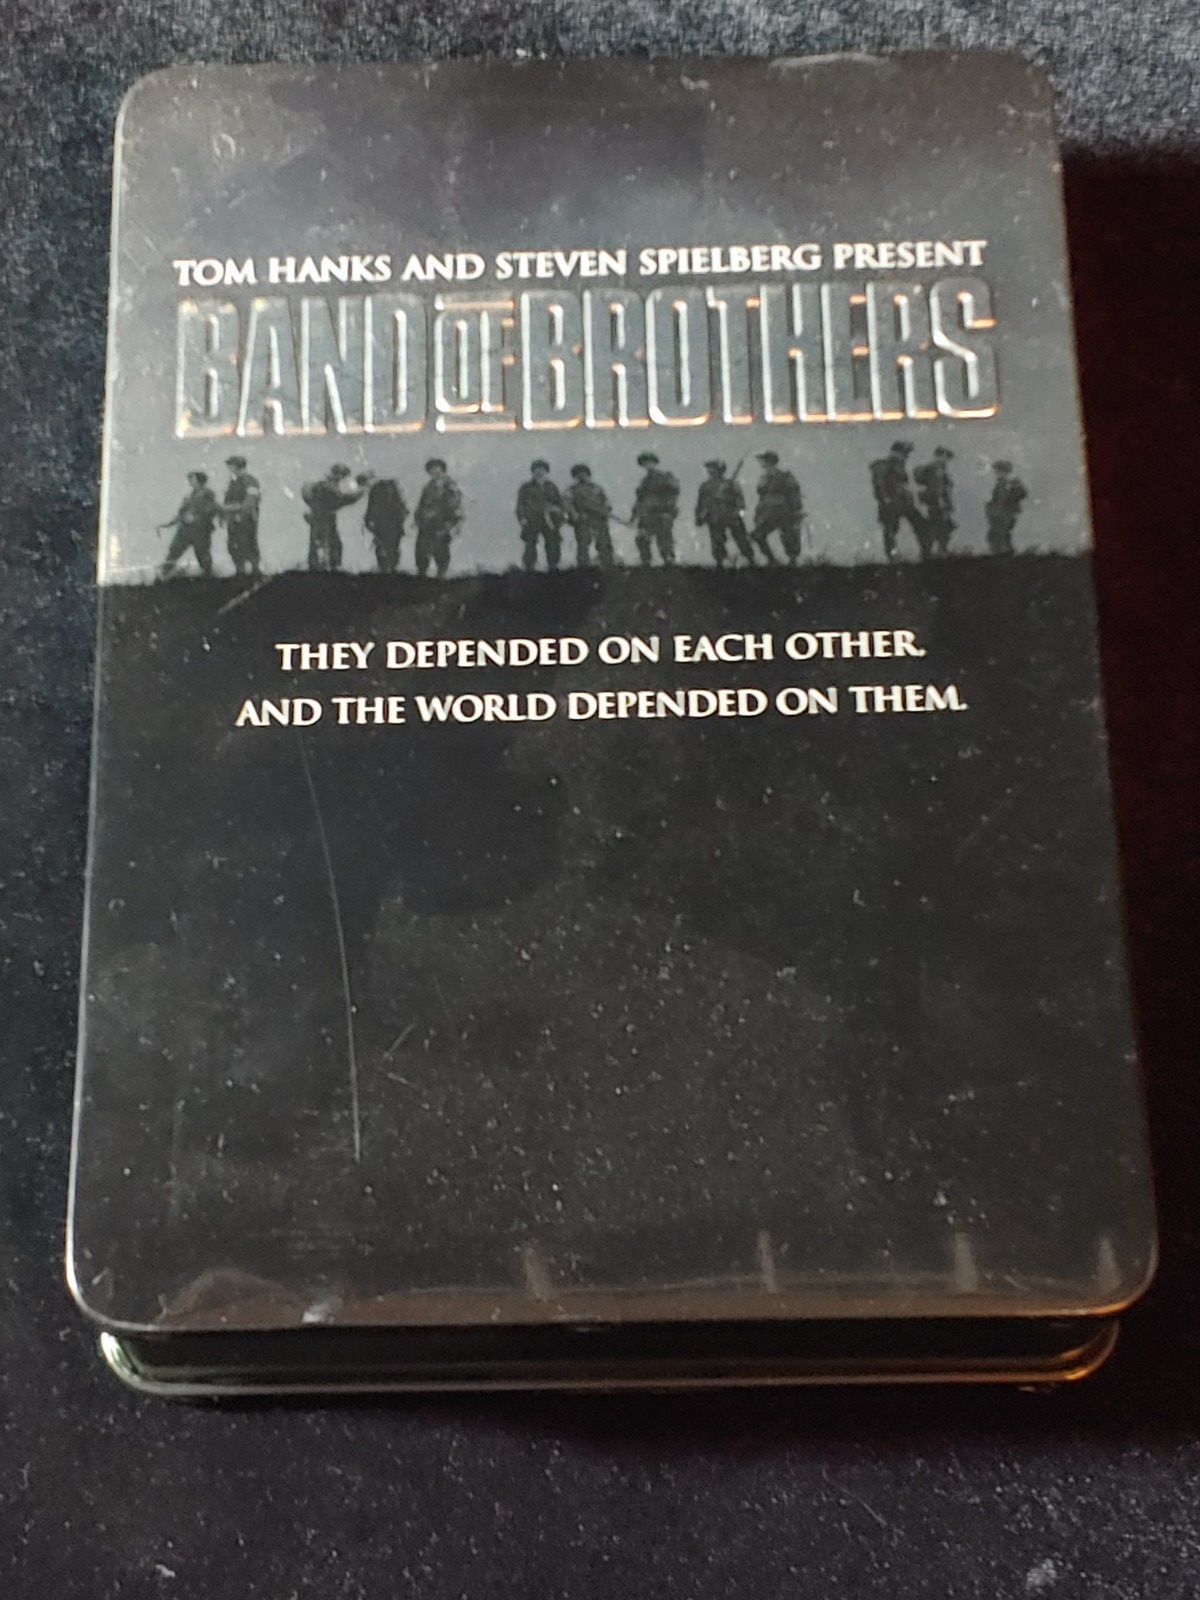 TOM HANKS AND STEVEN SPIELBERG PRESENT
BAND OF BROTHERS
THEY DEPENDED ON EACH OTHER.
AND THE WORLD DEPENDED ON THEM.